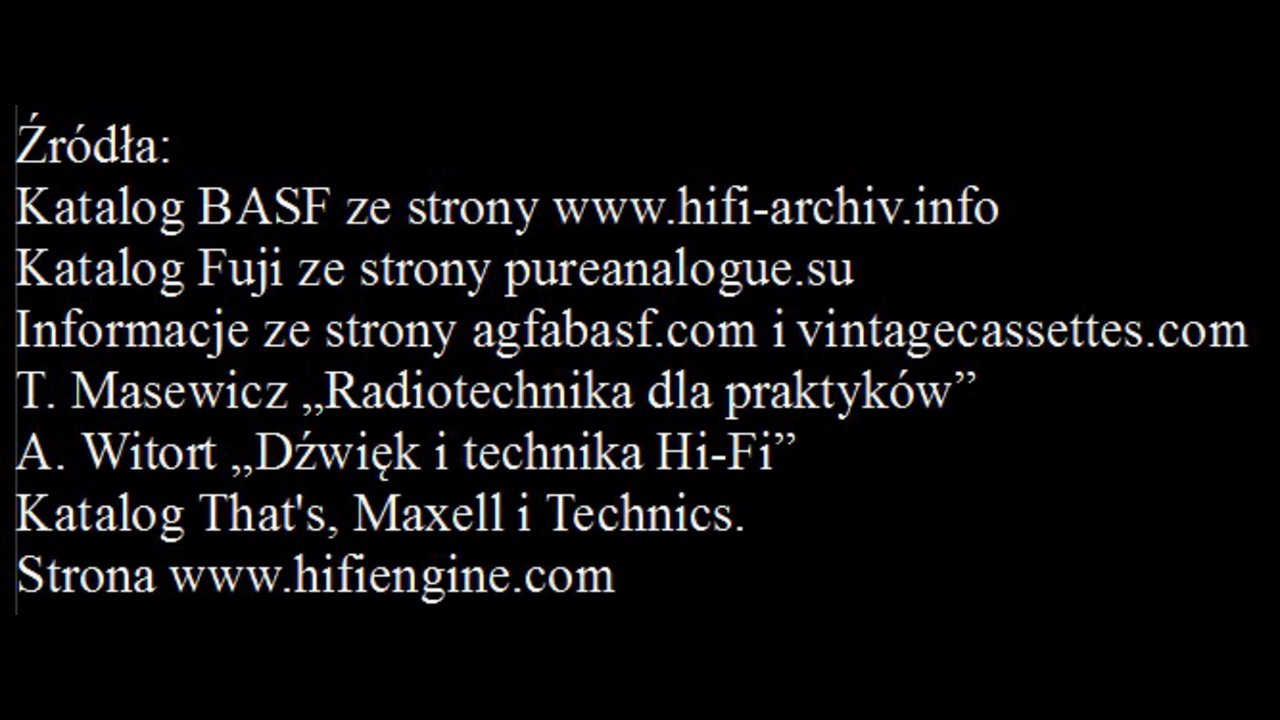 Źródła:
Katalog BASF ze strony www.hifi-archiv.info
Katalog Fuji ze strony pureanalogue.su
Informacje ze strony agfabasf.com i vintagecassettes.com
T. Masewicz „Radiotechnika dla praktyków”
A. Witort „Dźwięk i technika Hi-Fi”
Katalog That's, Maxell i Technics.
Strona www.hifiengine.com